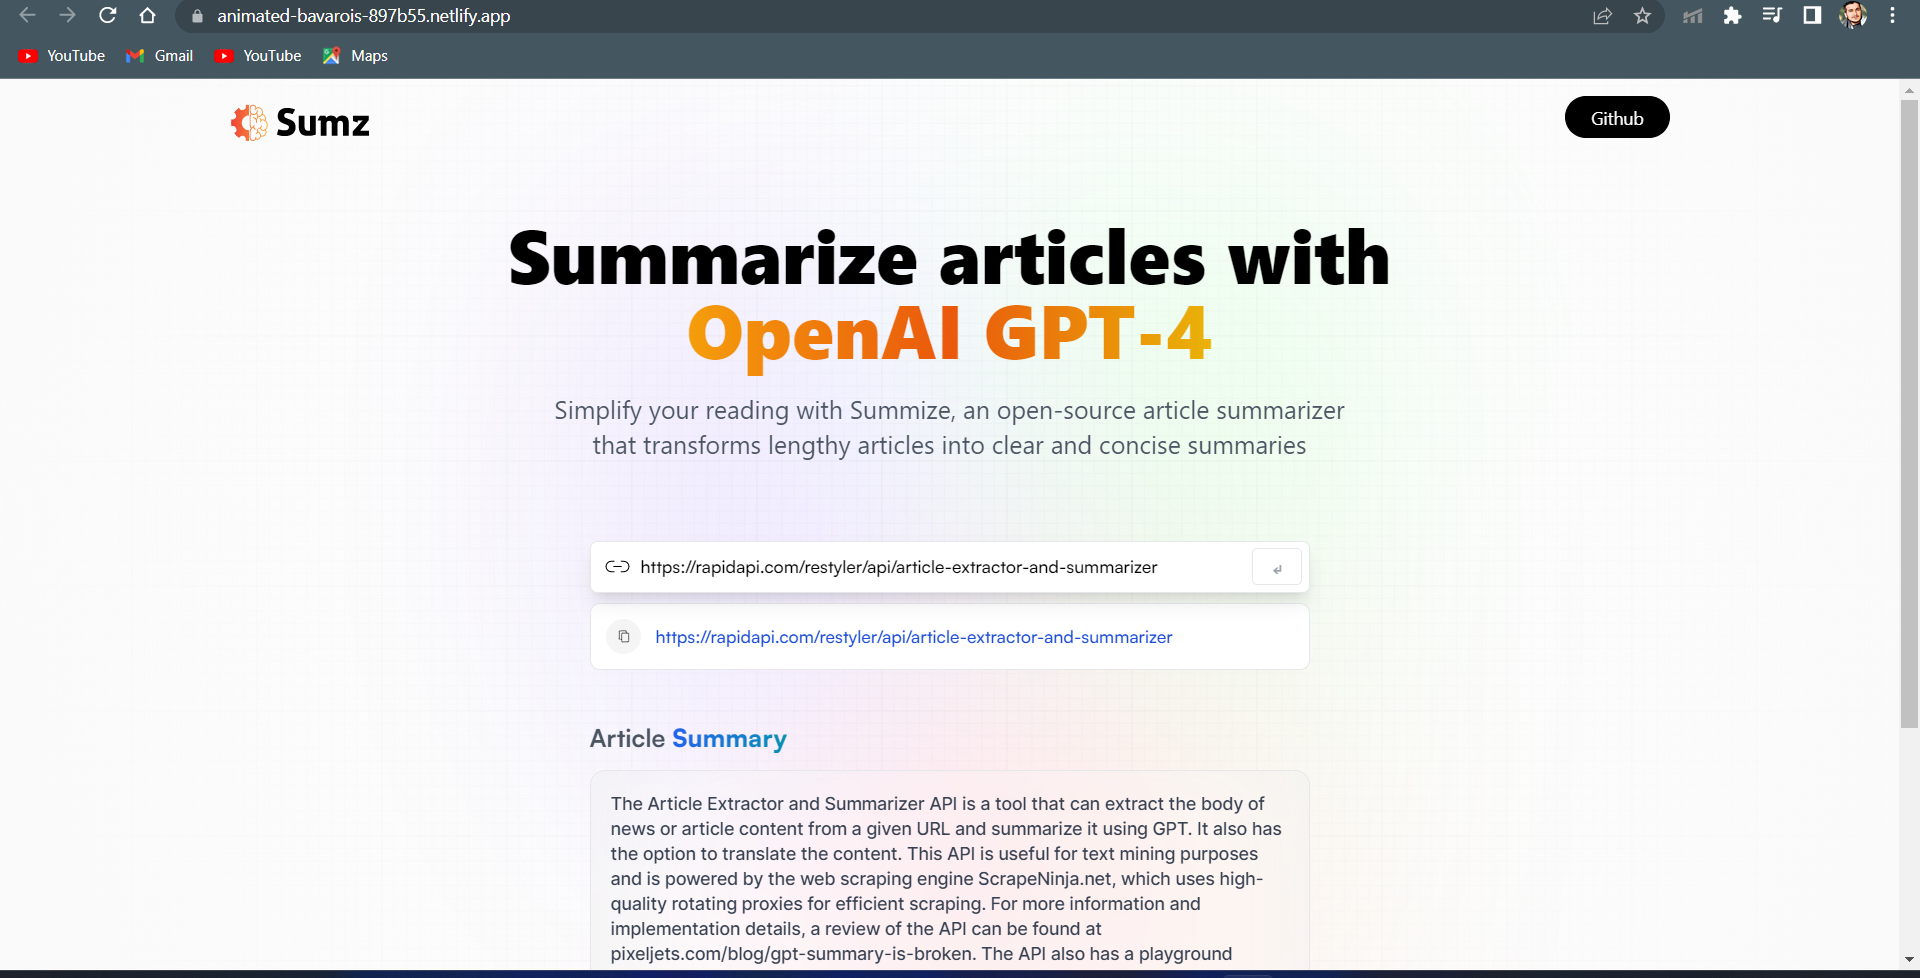 animated-bavarois-897b55.netlify.app
YouTube Gmail YouTube Maps
Sumz Github
Summarize articles with
OpenAI GPT-4
Simplify your reading with Summize, an open-source article summarizer
that transforms lengthy articles into clear and concise summaries
https://rapidapi.com/restyler/api/article-extractor-and-summarizer
https://rapidapi.com/restyler/api/article-extractor-and-summarizer
Article Summary
The Article Extractor and Summarizer API is a tool that can extract the body of
news or article content from a given URL and summarize it using GPT. It also has
the option to translate the content. This API is useful for text mining purposes
and is powered by the web scraping engine ScrapeNinja.net, which uses high-
quality rotating proxies for efficient scraping. For more information and
implementation details, a review of the API can be found at
pixeljets.com/blog/gpt-summary-is-broken. The API also has a playground